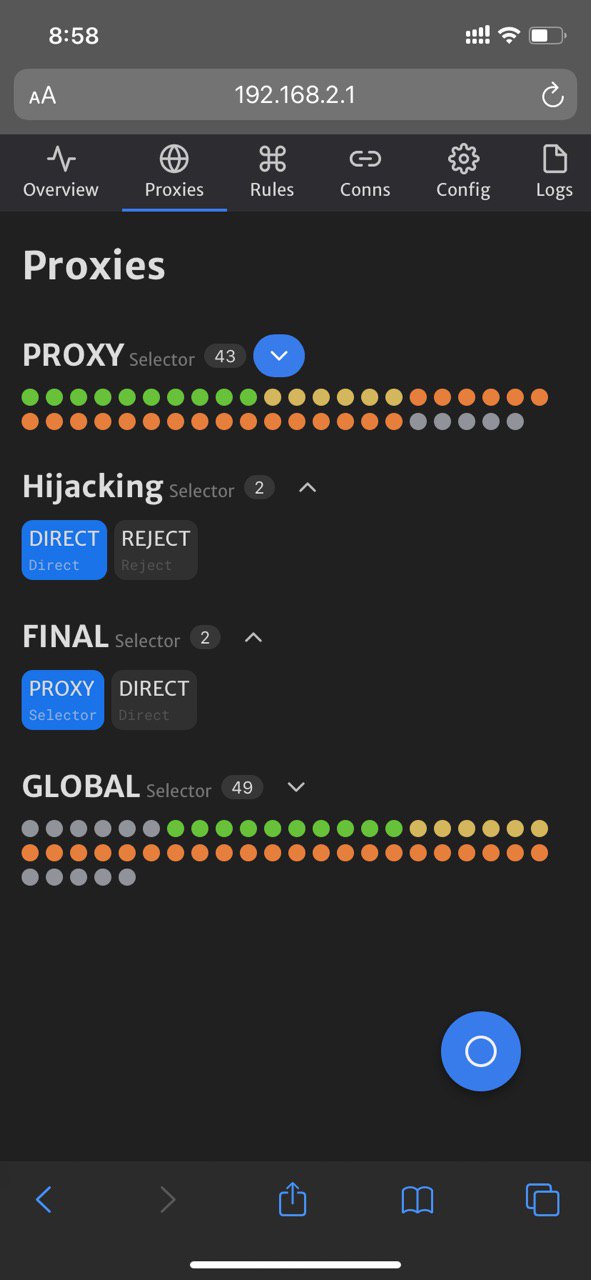 8:58
AA 192.168.2.1
Overview Proxies Rules Conns Config Logs
Proxies
PROXY Selector 43
Hijacking Selector 2
DIRECT REJECT
Direct Reject
FINAL Selector 2
PROXY DIRECT
Selector Direct
GLOBAL Selector 49